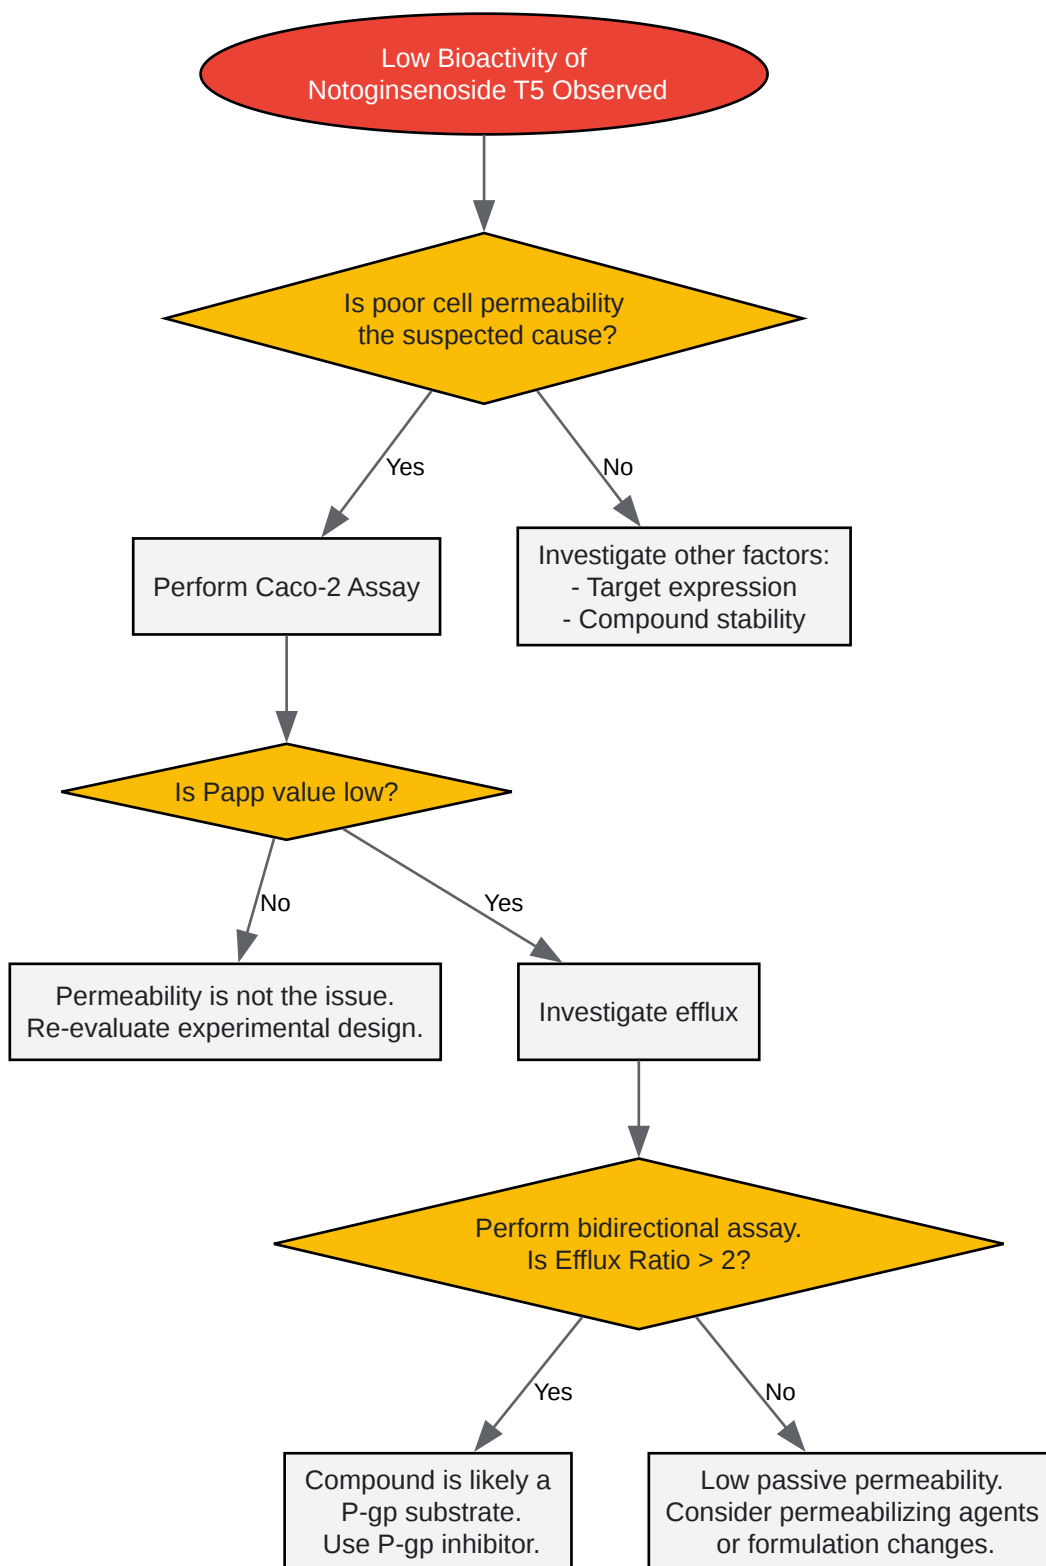 Low Bioactivity of
Notoginsenoside T5 Observed
Is poor cell permeability
the suspected cause?
Yes
No
Perform Caco-2 Assay
Investigate other factors:
- Target expression
- Compound stability
Is Papp value low?
No
Yes
Permeability is not the issue.
Re-evaluate experimental design.
Investigate efflux
Perform bidirectional assay.
Is Efflux Ratio > 2?
Yes
No
Compound is likely a
P-gp substrate.
Use P-gp inhibitor.
Low passive permeability.
Consider permeabilizing agents
or formulation changes.